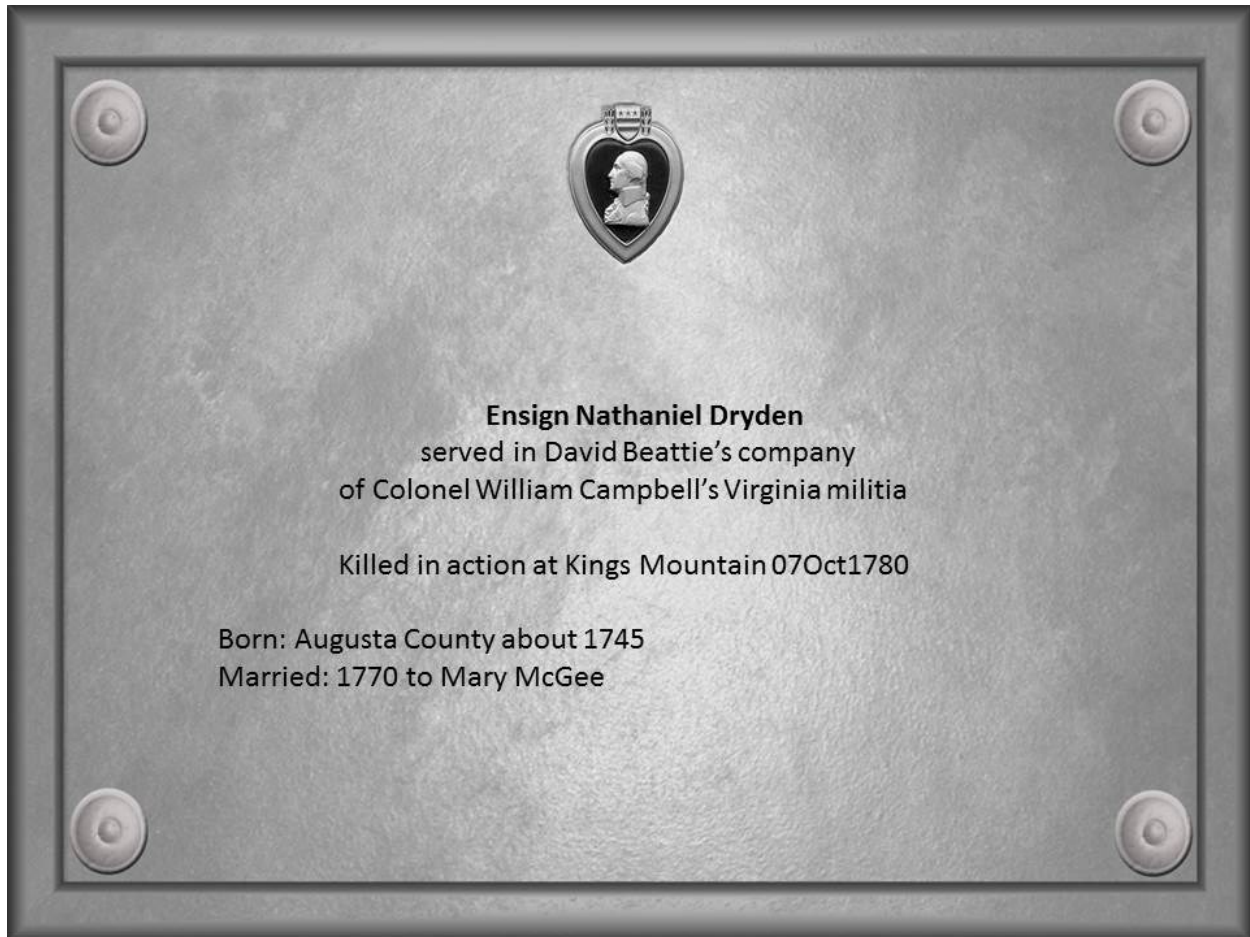 Ensign Nathaniel Dryden
served in David Beattie’s company
of Colonel William Campbell’s Virginia militia
Killed in action at Kings Mountain 07Oct1780
Born: Augusta County about 1745
Married: 1770 to Mary McGee